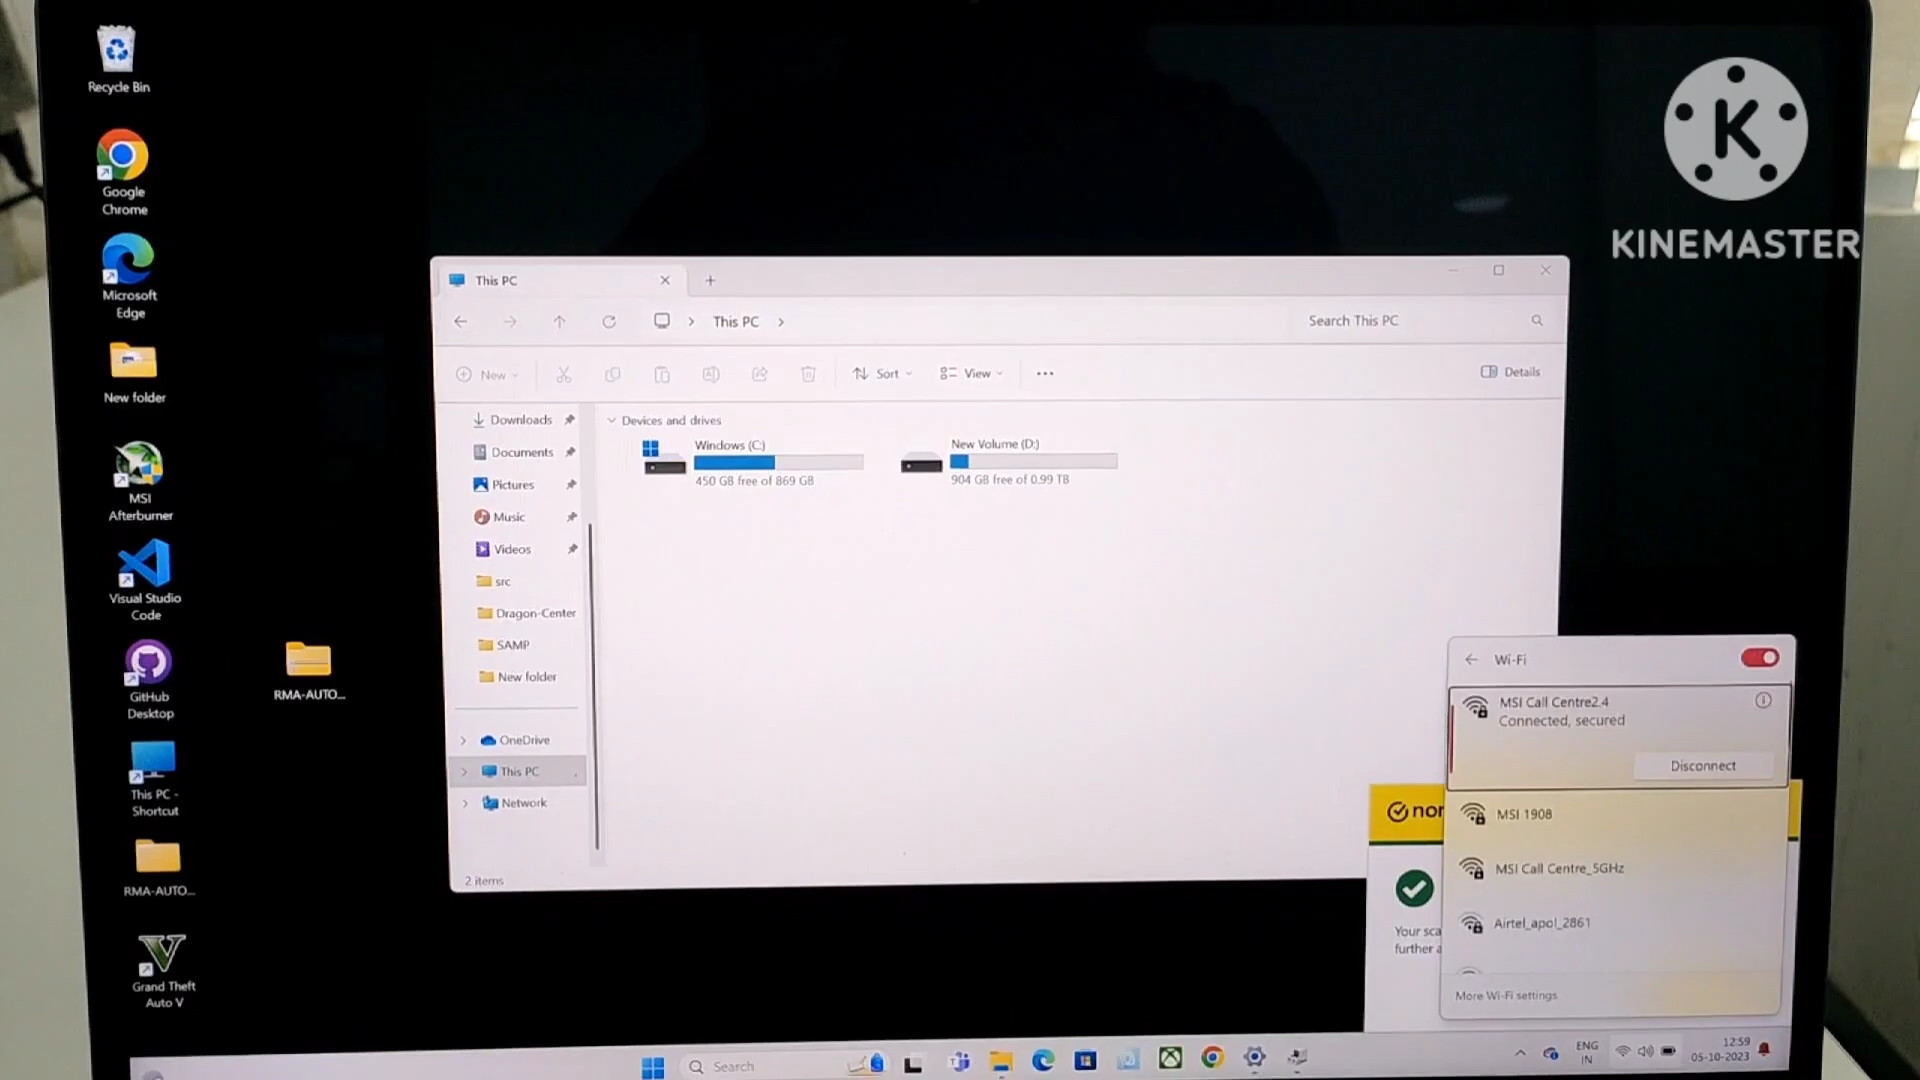 Recycle Bin
Google
Chrome
Microsoft
Edge
New folder
MSI
Afterburner
Visual Studio
Code
GitHub
Desktop
This PC -
Shortcut
RMA-AUTO...
Grand Theft
Auto V
RMA-AUTO...
K
KINEMASTER
This PC
This PC
Search This PC
New
Sort
View
Details
Downloads
Documents
Pictures
Music
Videos
src
Dragon-Center
SAMP
New folder
OneDrive
This PC
Network
2 items
Devices and drives
Windows (C:)
450 GB free of 869 GB
New Volume (D:)
904 GB free of 0.99 TB
Wi-Fi
MSI Call Centre2.4
Connected, secured
Disconnect
MSI 1908
MSI Call Centre_5GHz
Airtel_apol_2861
More Wi-Fi settings
nor
Your sca
further a
Search
ENG
IN
12:59
05-10-2023